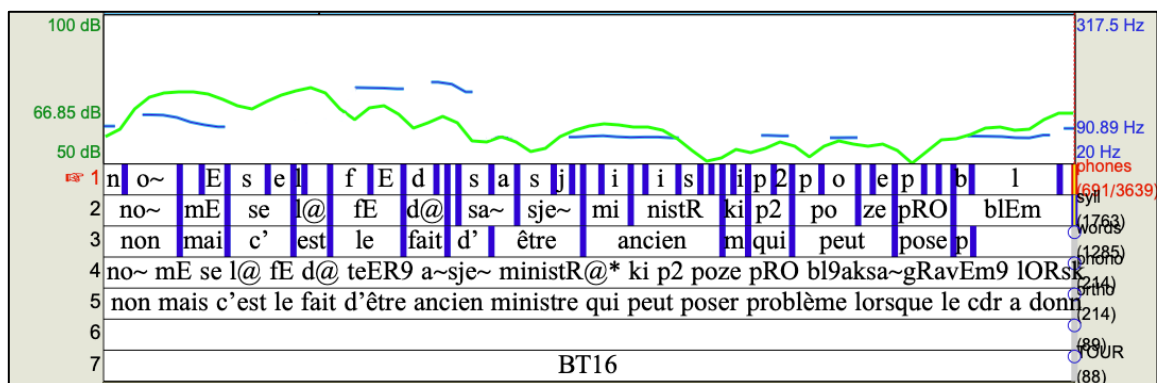 100 dB 317.5 Hz
66.85 dB 90.89 Hz
50 dB 20 Hz
1 n o~ E s e l f E d s a s j i i s i p 2 p o e p b l phones (691/3639)
2 no~ mE se l@ fE d@ sa~ sje~ mi nistR ki p2 po ze pRO blEm syll (1763)
3 non mai c' est le fait d' être ancien m qui peut pose p words (1285)
4 no~ mE se l@ fE d@ teER9 a~sje~ ministR@* ki p2 poze pRO bl9aksa~gRavEm9 lORsk phono (214)
5 non mais c'est le fait d'être ancien ministre qui peut poser problème lorsque le cdr a donn ortho (214)
6 (89)
7 BT16 TOUR (88)